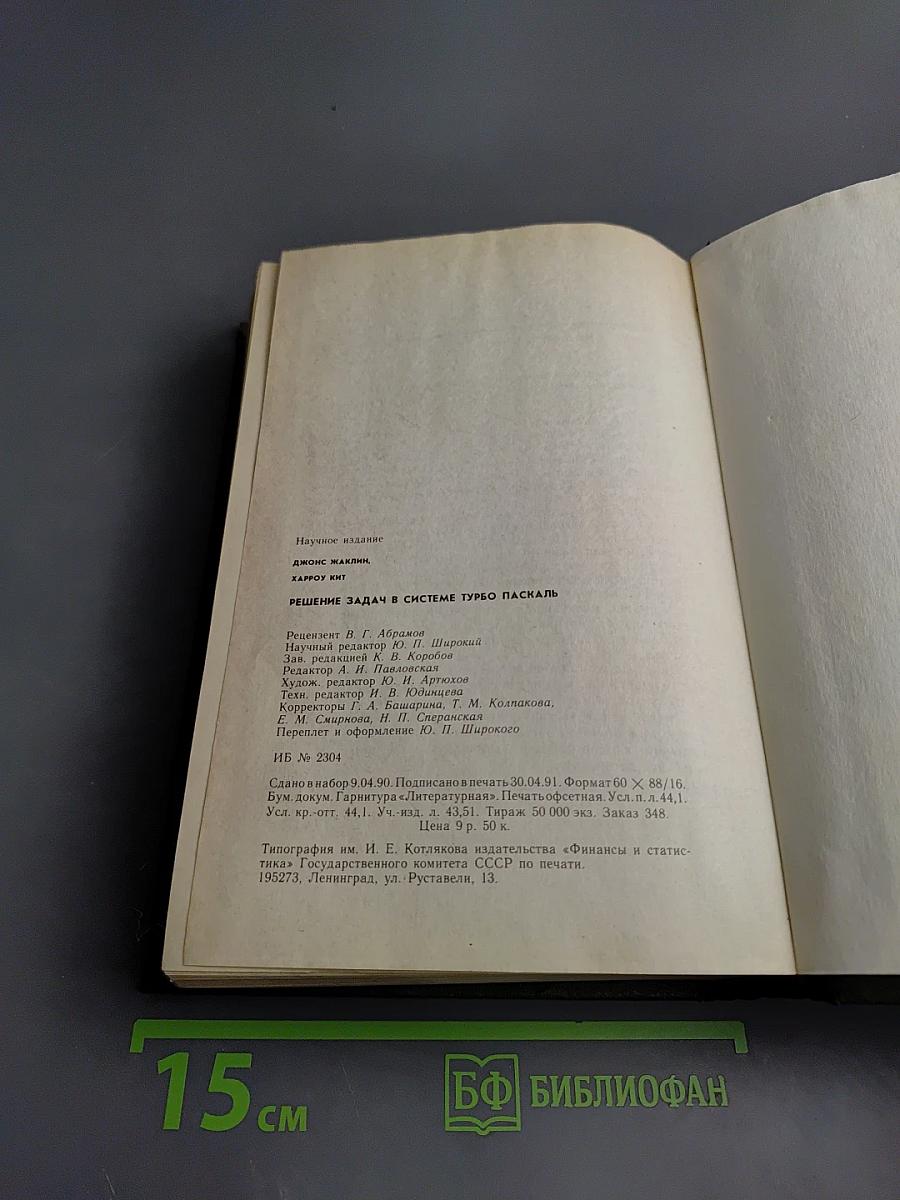 Научное издание
ДЖОНС ЖАКЛИН,
ХАРРОУ КИТ
РЕШЕНИЕ ЗАДАЧ В СИСТЕМЕ ТУРБО ПАСКАЛЬ
Рецензент В. Г. Абрамов
Научный редактор Ю. П. Широкий
Зав. редакцией К. В. Коробов
Редактор А. И. Павловская
Худож. редактор Ю. И. Артюхов
Техн. редактор И. В. Юдинцева
Корректоры Г. А. Башарина, Т. М. Колпакова,
Е. М. Смирнова, Н. П. Сперанская
Переплет и оформление Ю. П. Широкого
ИБ № 2304
Сдано в набор 9.04.90. Подписано в печать 30.04.91. Формат 60 × 88/16.
Бум. докум. Гарнитура «Литературная». Печать офсетная. Усл. п. л. 44,1.
Усл. кр.-отт. 44,1. Уч.-изд. л. 43,51. Тираж 50 000 экз. Заказ 348.
Цена 9 р. 50 к.
Типография им. И. Е. Котлякова издательства «Финансы и статис-
тика» Государственного комитета СССР по печати.
195273, Ленинград, ул. Руставели, 13.
15 см
БФ БИБЛИОФАН